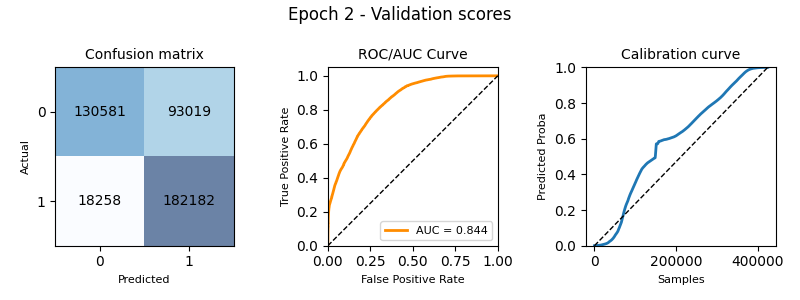 Epoch 2 - Validation scores
Confusion matrix
Actual
0
1
130581 93019
18258 182182
0 1
Predicted
ROC/AUC Curve
True Positive Rate
1.0
0.8
0.6
0.4
0.2
0.0
AUC = 0.844
0.00 0.25 0.50 0.75 1.00
False Positive Rate
Calibration curve
Predicted Proba
1.0
0.8
0.6
0.4
0.2
0.0
0 200000 400000
Samples